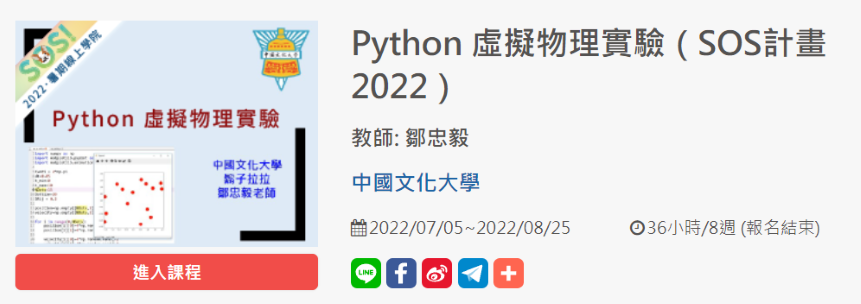 SOS!
2022·暑期線上學院
Python 虛擬物理實驗
中國文化大學
鬍子拉拉
鄒忠毅老師
進入課程
Python 虛擬物理實驗（SOS計畫
2022）
教師: 鄒忠毅
中國文化大學
2022/07/05~2022/08/25
36小時/8週 (報名結束)
LINE